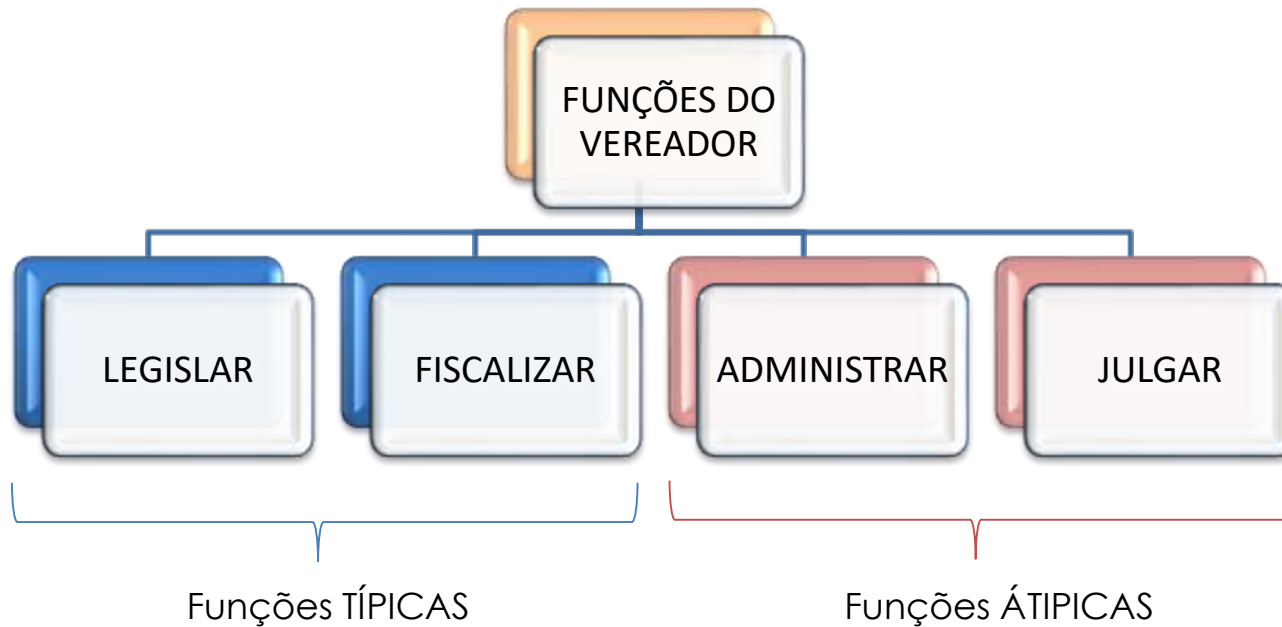 FUNÇÕES DO
VEREADOR
LEGISLAR
FISCALIZAR
ADMINISTRAR
JULGAR
Funções TÍPICAS
Funções ÁTIPICAS